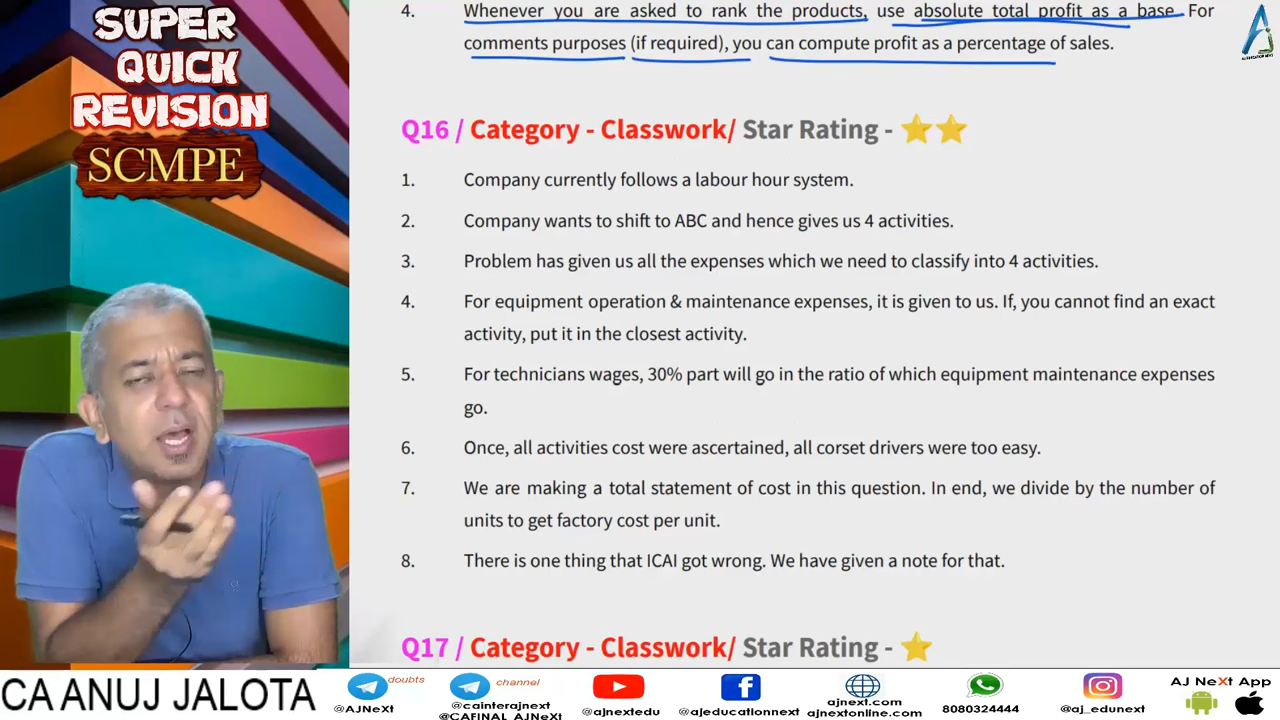 SUPER
QUICK
REVISION
SCMPE
4. Whenever you are asked to rank the products, use absolute total profit as a base. For
comments purposes (if required), you can compute profit as a percentage of sales.
Q16 / Category - Classwork/ Star Rating - ⭐⭐
1. Company currently follows a labour hour system.
2. Company wants to shift to ABC and hence gives us 4 activities.
3. Problem has given us all the expenses which we need to classify into 4 activities.
4. For equipment operation & maintenance expenses, it is given to us. If, you cannot find an exact
activity, put it in the closest activity.
5. For technicians wages, 30% part will go in the ratio of which equipment maintenance expenses
go.
6. Once, all activities cost were ascertained, all corset drivers were too easy.
7. We are making a total statement of cost in this question. In end, we divide by the number of
units to get factory cost per unit.
8. There is one thing that ICAI got wrong. We have given a note for that.
Q17 / Category - Classwork/ Star Rating - ⭐
CA ANUJ JALOTA
doubts
@AJNeXt
channel
@cainterajnext
@CAFINAL_AJNeXt
@ajnextedu
@ajeducationnext
ajnext.com
ajnextonline.com
8080324444
@aj_edunext
AJ NeXt App